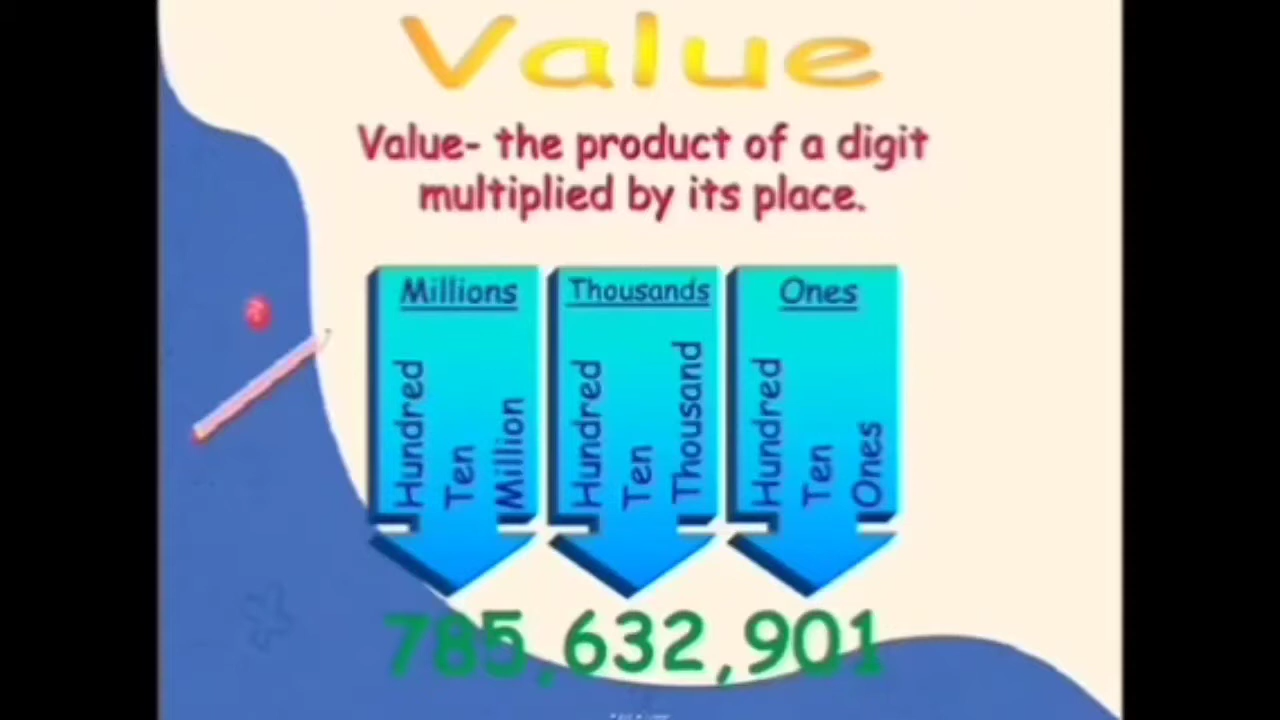 Value
Value- the product of a digit
multiplied by its place.
Millions
Hundred
Ten
Million
Thousands
Hundred
Ten
Thousand
Ones
Hundred
Ten
Ones
785,632,901